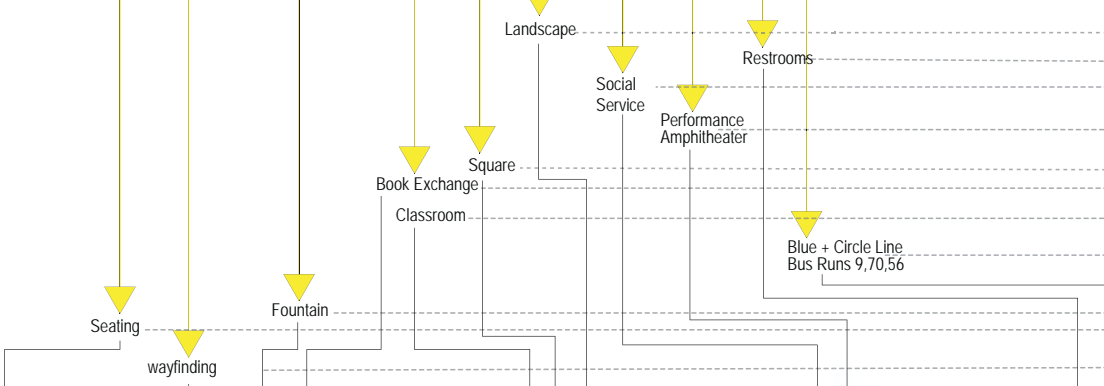 Landscape
Restrooms
Social
Service
Performance
Amphitheater
Square
Book Exchange
Classroom
Blue + Circle Line
Bus Runs 9,70,56
Fountain
Seating
wayfinding